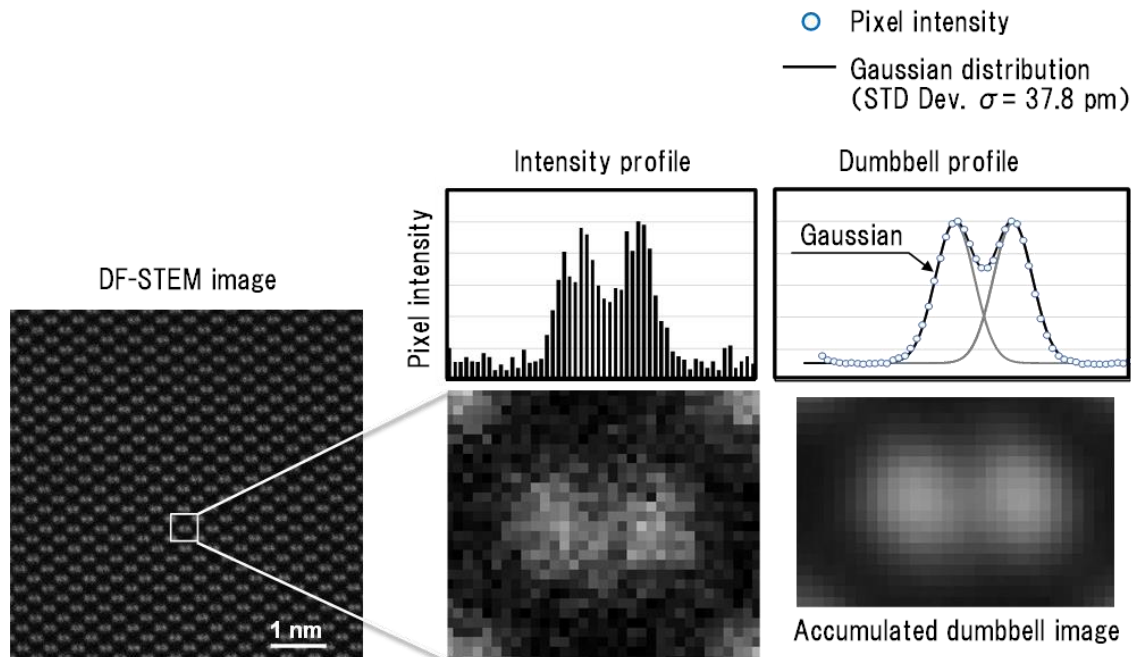 Pixel intensity
Gaussian distribution
(STD Dev. σ = 37.8 pm)
Intensity profile
Dumbbell profile
Pixel intensity
Gaussian
DF-STEM image
1 nm
Accumulated dumbbell image